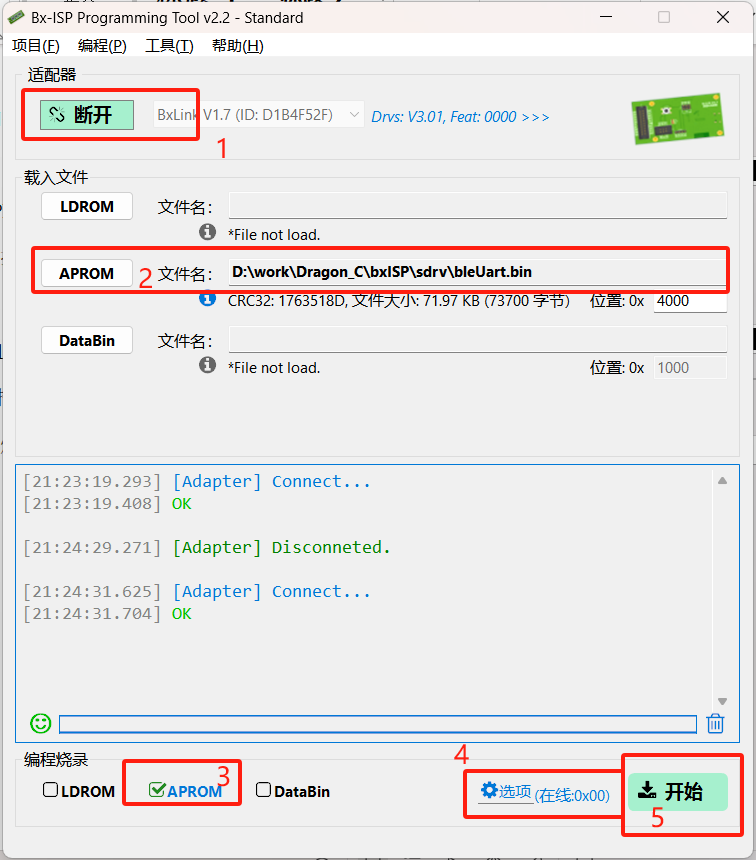 Bx-ISP Programming Tool v2.2 - Standard
项目(F) 编程(P) 工具(T) 帮助(H)
适配器
断开 BxLink V1.7 (ID: D1B4F52F) Drvs: V3.01, Feat: 0000 >>>
1
载入文件
LDROM 文件名:
*File not load.
APROM 2 文件名: D:\work\Dragon_C\bxISP\sdrv\bleUart.bin
CRC32: 1763518D, 文件大小: 71.97 KB (73700 字节) 位置: 0x 4000
DataBin 文件名:
*File not load. 位置: 0x 1000
[21:23:19.293] [Adapter] Connect...
[21:23:19.408] OK
[21:24:29.271] [Adapter] Disconneted.
[21:24:31.625] [Adapter] Connect...
[21:24:31.704] OK
编程烧录
LDROM APROM 3 DataBin 4 选项 (在线:0x00) 开始 5